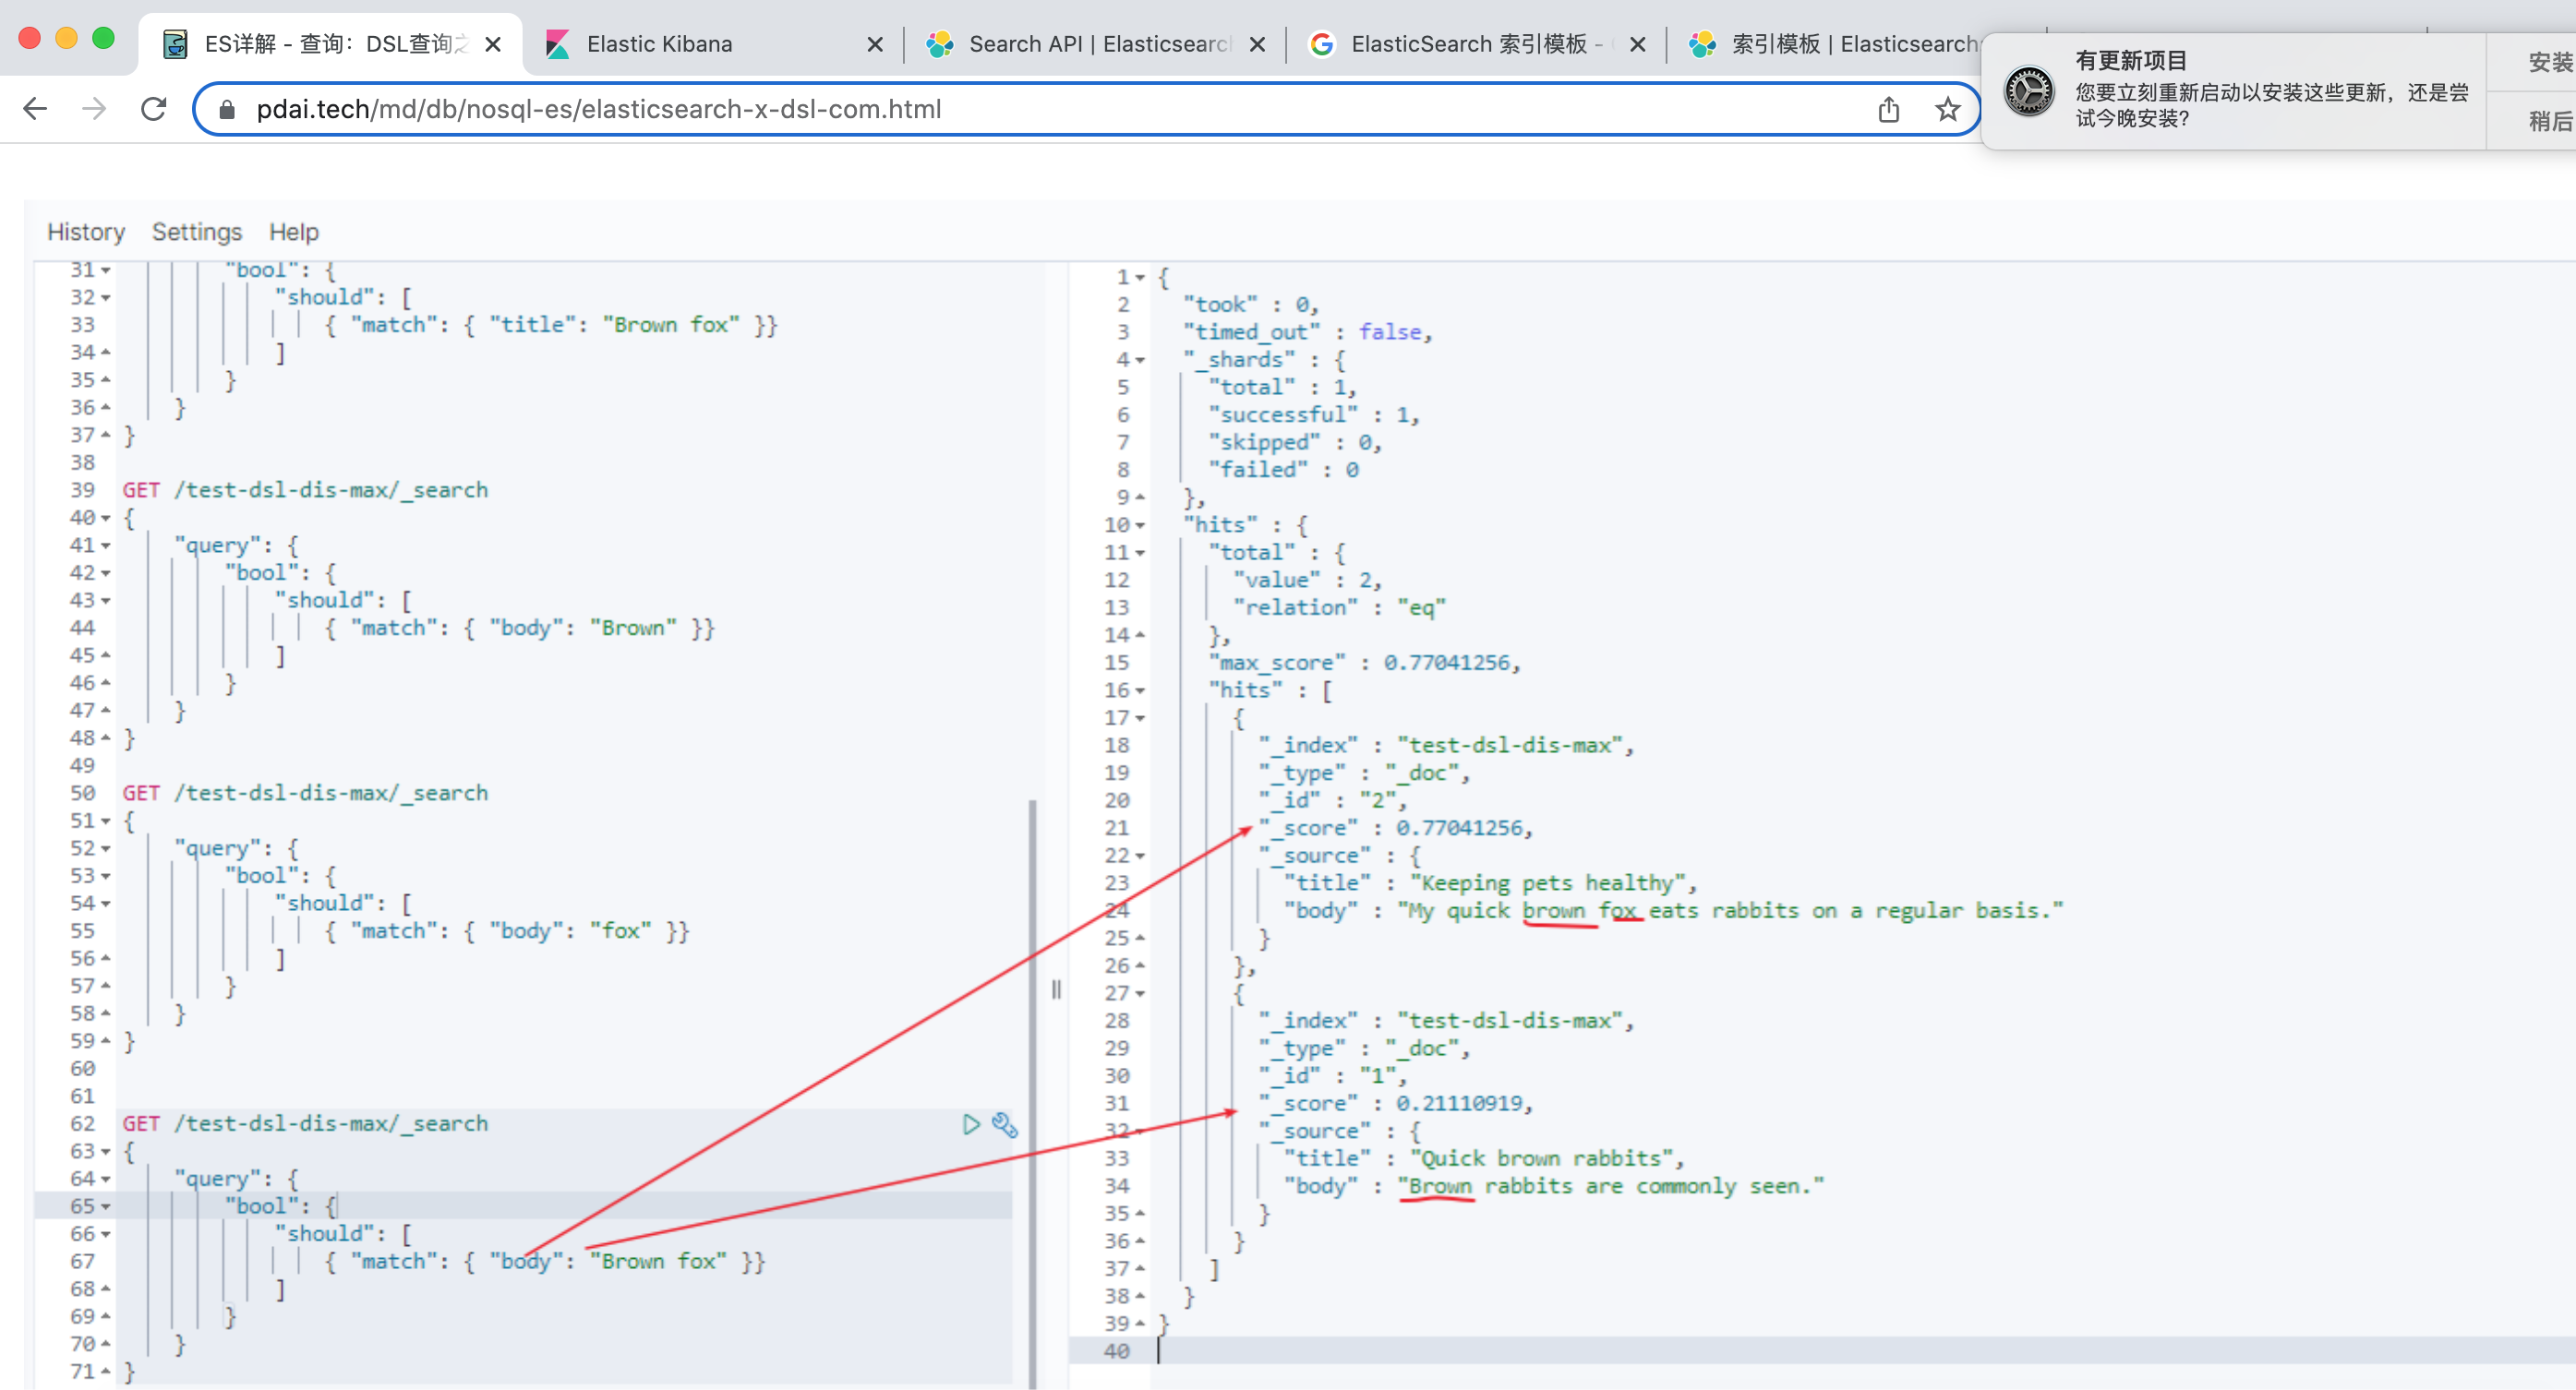 ES详解 - 查询：DSL查询之
Elastic Kibana
Search API | Elasticsearc
ElasticSearch 索引模板 -
索引模板 | Elasticsearch
有更新项目
您要立刻重新启动以安装这些更新，还是尝
试今晚安装?
安装
稍后
pdai.tech/md/db/nosql-es/elasticsearch-x-dsl-com.html
History Settings Help
31 "bool": {
32 "should": [
33 { "match": { "title": "Brown fox" }}
34 ]
35 }
36 }
37 }
38
39 GET /test-dsl-dis-max/_search
40 {
41 "query": {
42 "bool": {
43 "should": [
44 { "match": { "body": "Brown" }}
45 ]
46 }
47 }
48 }
49
50 GET /test-dsl-dis-max/_search
51 {
52 "query": {
53 "bool": {
54 "should": [
55 { "match": { "body": "fox" }}
56 ]
57 }
58 }
59 }
60
61
62 GET /test-dsl-dis-max/_search
63 {
64 "query": {
65 "bool": {
66 "should": [
67 { "match": { "body": "Brown fox" }}
68 ]
69 }
70 }
71 }
1 {
2 "took" : 0,
3 "timed_out" : false,
4 "_shards" : {
5 "total" : 1,
6 "successful" : 1,
7 "skipped" : 0,
8 "failed" : 0
9 },
10 "hits" : {
11 "total" : {
12 "value" : 2,
13 "relation" : "eq"
14 },
15 "max_score" : 0.77041256,
16 "hits" : [
17 {
18 "_index" : "test-dsl-dis-max",
19 "_type" : "_doc",
20 "_id" : "2",
21 "_score" : 0.77041256,
22 "_source" : {
23 "title" : "Keeping pets healthy",
24 "body" : "My quick brown fox eats rabbits on a regular basis."
25 }
26 },
27 {
28 "_index" : "test-dsl-dis-max",
29 "_type" : "_doc",
30 "_id" : "1",
31 "_score" : 0.21110919,
32 "_source" : {
33 "title" : "Quick brown rabbits",
34 "body" : "Brown rabbits are commonly seen."
35 }
36 }
37 ]
38 }
39 }
40